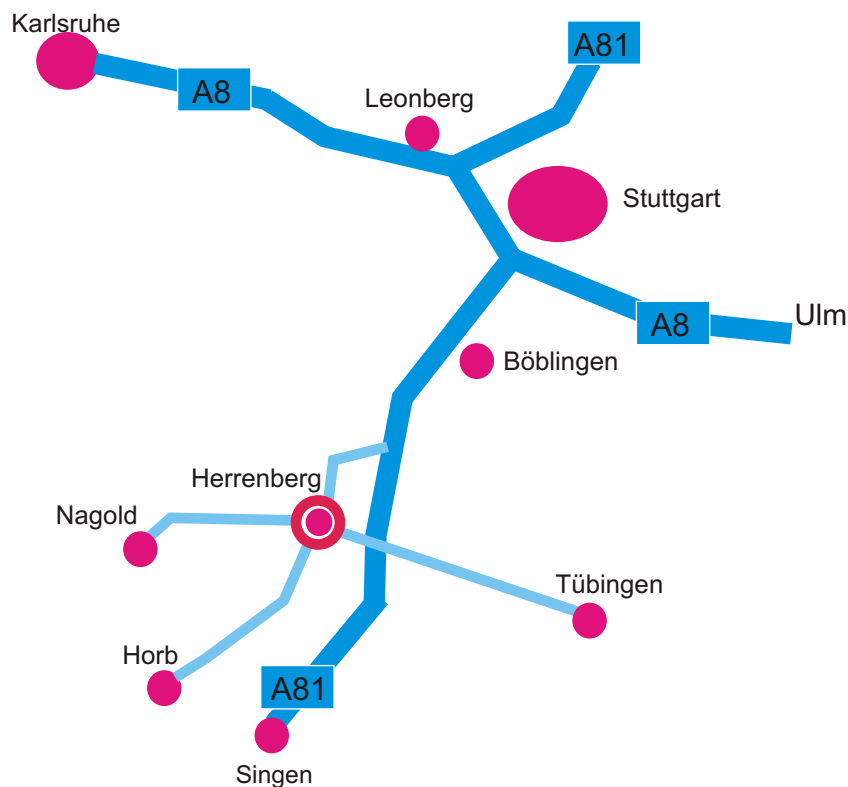 Karlsruhe
A81
A8
Leonberg
Stuttgart
Ulm
A8
Böblingen
Herrenberg
Nagold
Tübingen
Horb
A81
Singen